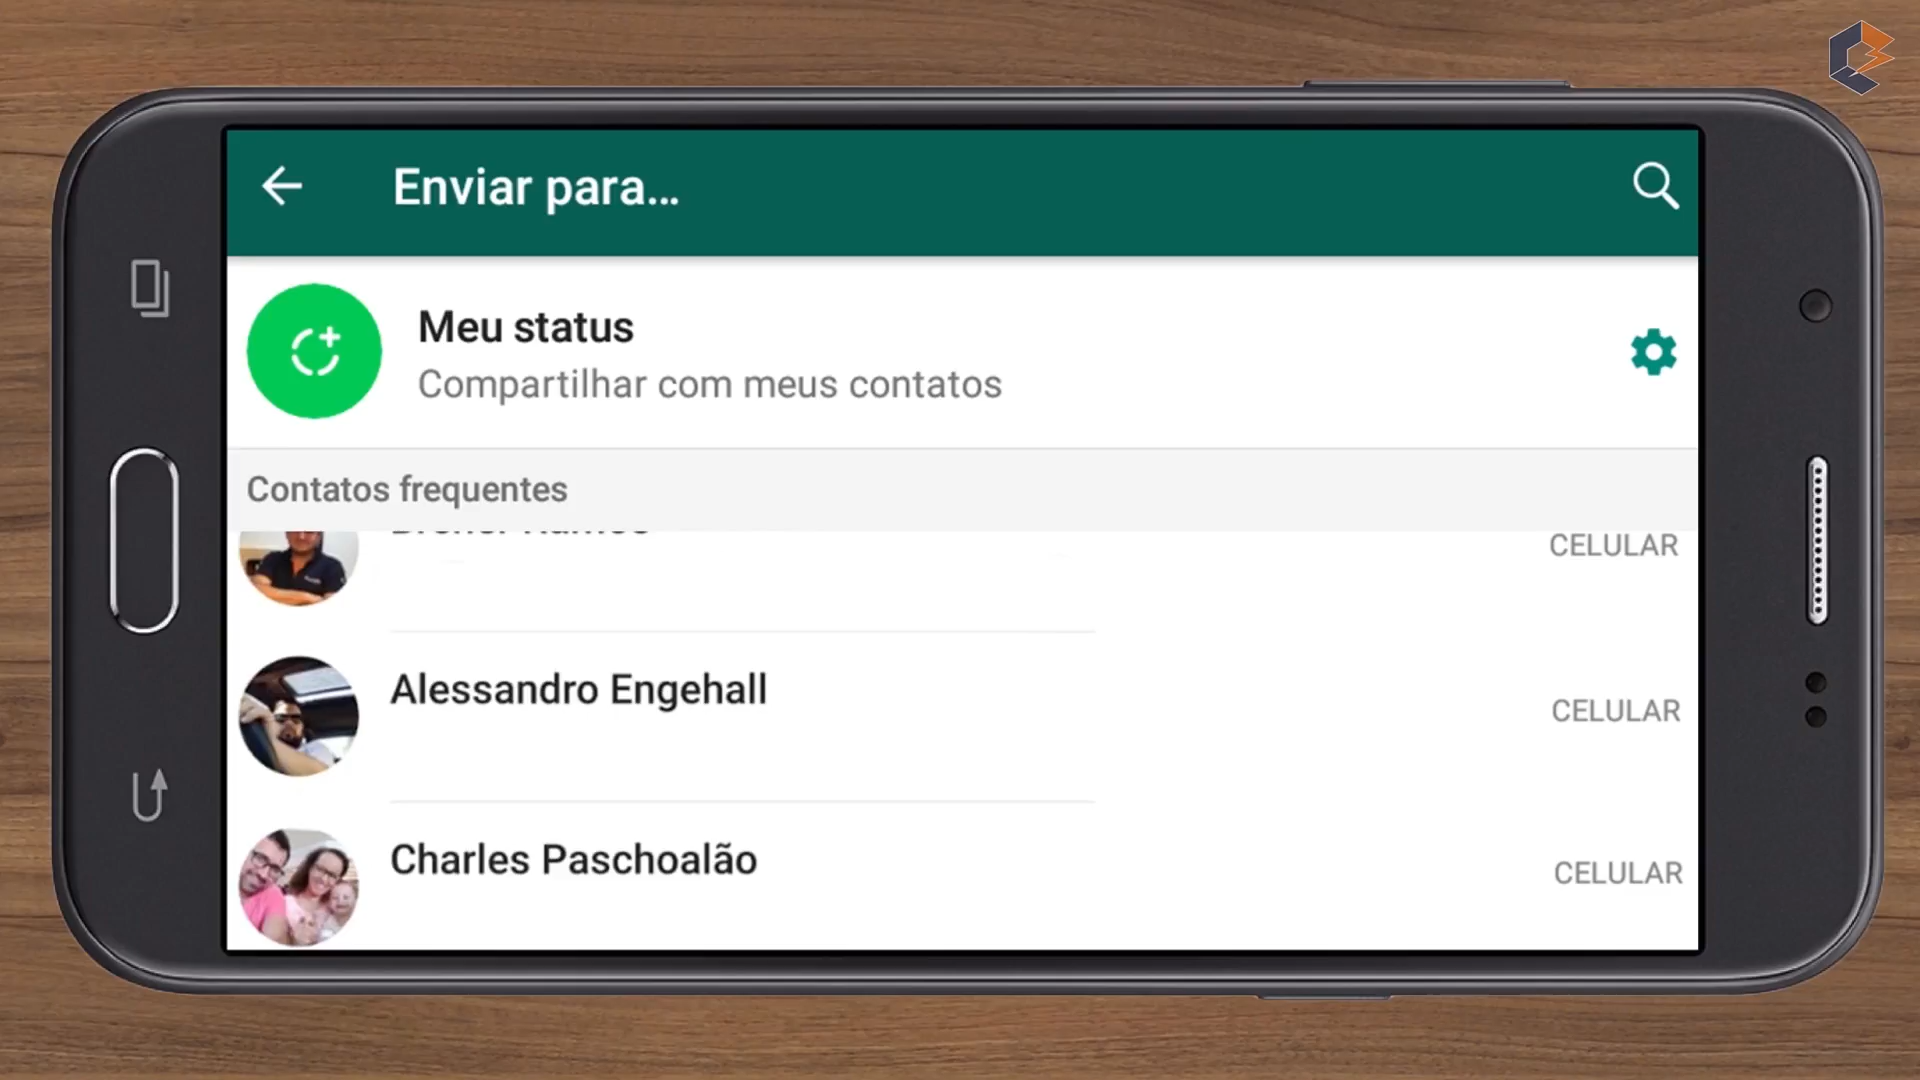 Enviar para...
Meu status
Compartilhar com meus contatos
Contatos frequentes
CELULAR
Alessandro Engehall
CELULAR
Charles Paschoalão
CELULAR